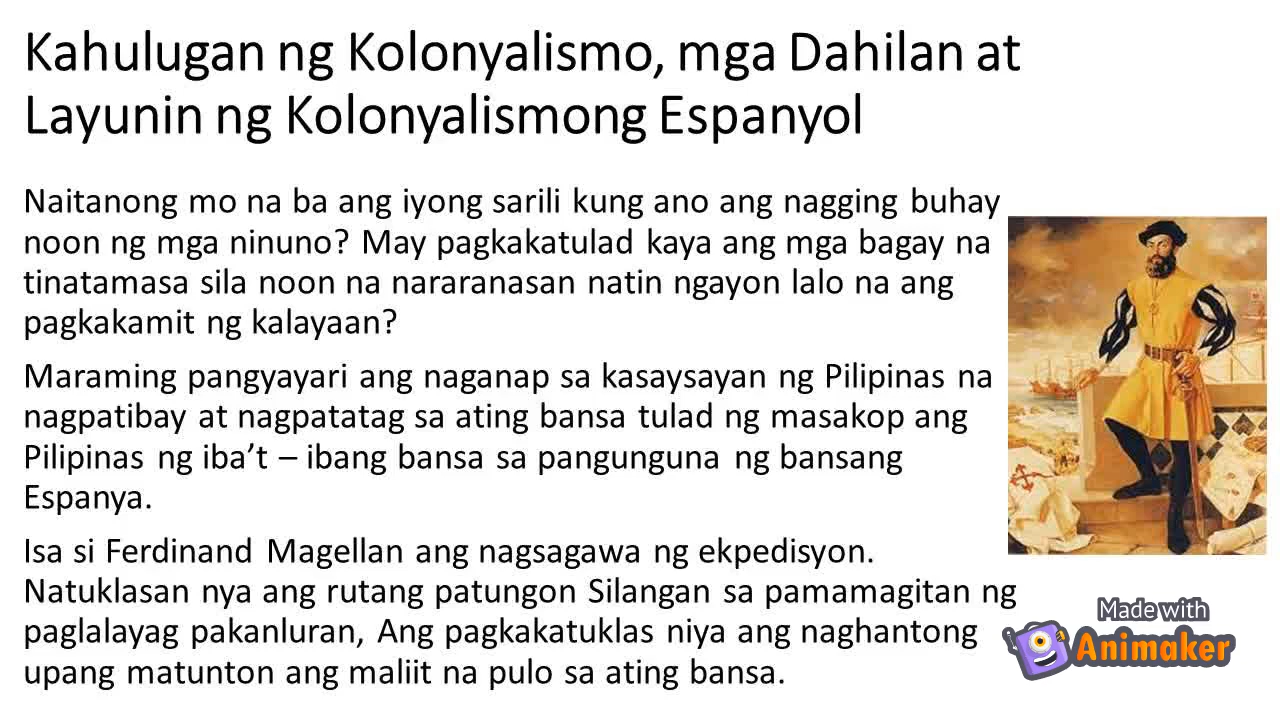 Kahulugan ng Kolonyalismo, mga Dahilan at
Layunin ng Kolonyalismong Espanyol
Naitanong mo na ba ang iyong sarili kung ano ang nagging buhay
noon ng mga ninuno? May pagkakatulad kaya ang mga bagay na
tinatamasa sila noon na nararanasan natin ngayon lalo na ang
pagkakamit ng kalayaan?
Maraming pangyayari ang naganap sa kasaysayan ng Pilipinas na
nagpatibay at nagpatatag sa ating bansa tulad ng masakop ang
Pilipinas ng iba’t – ibang bansa sa pangunguna ng bansang
Espanya.
Isa si Ferdinand Magellan ang nagsagawa ng ekpedisyon.
Natuklasan nya ang rutang patungon Silangan sa pamamagitan ng
paglalayag pakanluran, Ang pagkakatuklas niya ang naghantong
upang matunton ang maliit na pulo sa ating bansa.
Made with
Animaker